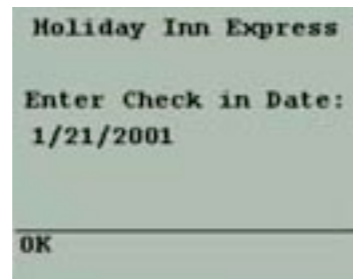 Holiday Inn Express
Enter Check in Date:
1/21/2001
OK